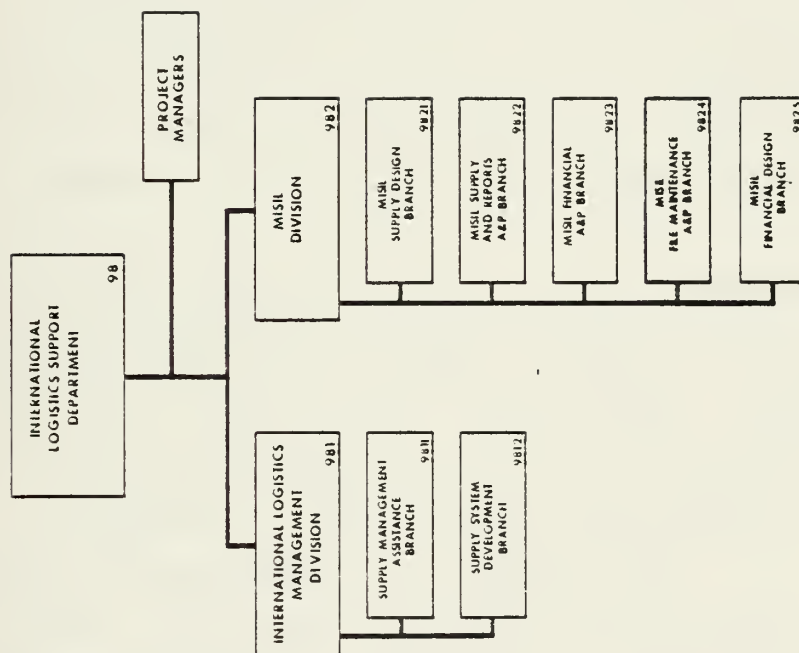 INTERNATIONAL
LOGISTICS SUPPORT
DEPARTMENT
98
PROJECT
MANAGERS
INTERNATIONAL LOGISTICS
MANAGEMENT
DIVISION
981
SUPPLY MANAGEMENT
ASSISTANCE
BRANCH
9811
SUPPLY SYSTEM
DEVELOPMENT
BRANCH
9812
MISIL
DIVISION
982
MISIL
SUPPLY DESIGN
BRANCH
9821
MISIL SUPPLY
AND REPORTS
A&P BRANCH
9822
MISIL FINANCIAL
A&P BRANCH
9823
MISIL
FILE MAINTENANCE
A&P BRANCH
9824
MISIL
FINANCIAL DESIGN
BRANCH
9825